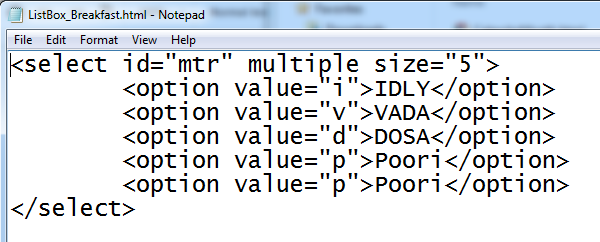 ListBox_Breakfast.html - Notepad
File Edit Format View Help
<select id="mtr" multiple size="5">
<option value="i">IDLY</option>
<option value="v">VADA</option>
<option value="d">DOSA</option>
<option value="p">Poori</option>
<option value="p">Poori</option>
</select>